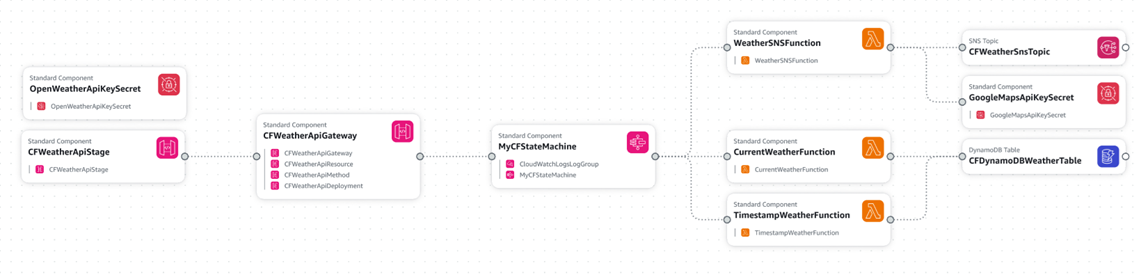 Standard Component
OpenWeatherApiKeySecret
OpenWeatherApiKeySecret
Standard Component
CFWeatherApiStage
CFWeatherApiStage
Standard Component
CFWeatherApiGateway
CFWeatherApiGateway
CFWeatherApiResource
CFWeatherApiMethod
CFWeatherApiDeployment
Standard Component
MyCFStateMachine
CloudWatchLogsLogGroup
MyCFStateMachine
Standard Component
WeatherSNSFunction
WeatherSNSFunction
Standard Component
CurrentWeatherFunction
CurrentWeatherFunction
Standard Component
TimestampWeatherFunction
TimestampWeatherFunction
SNS Topic
CFWeatherSnsTopic
Standard Component
GoogleMapsApiKeySecret
GoogleMapsApiKeySecret
DynamoDB Table
CFDynamoDBWeatherTable